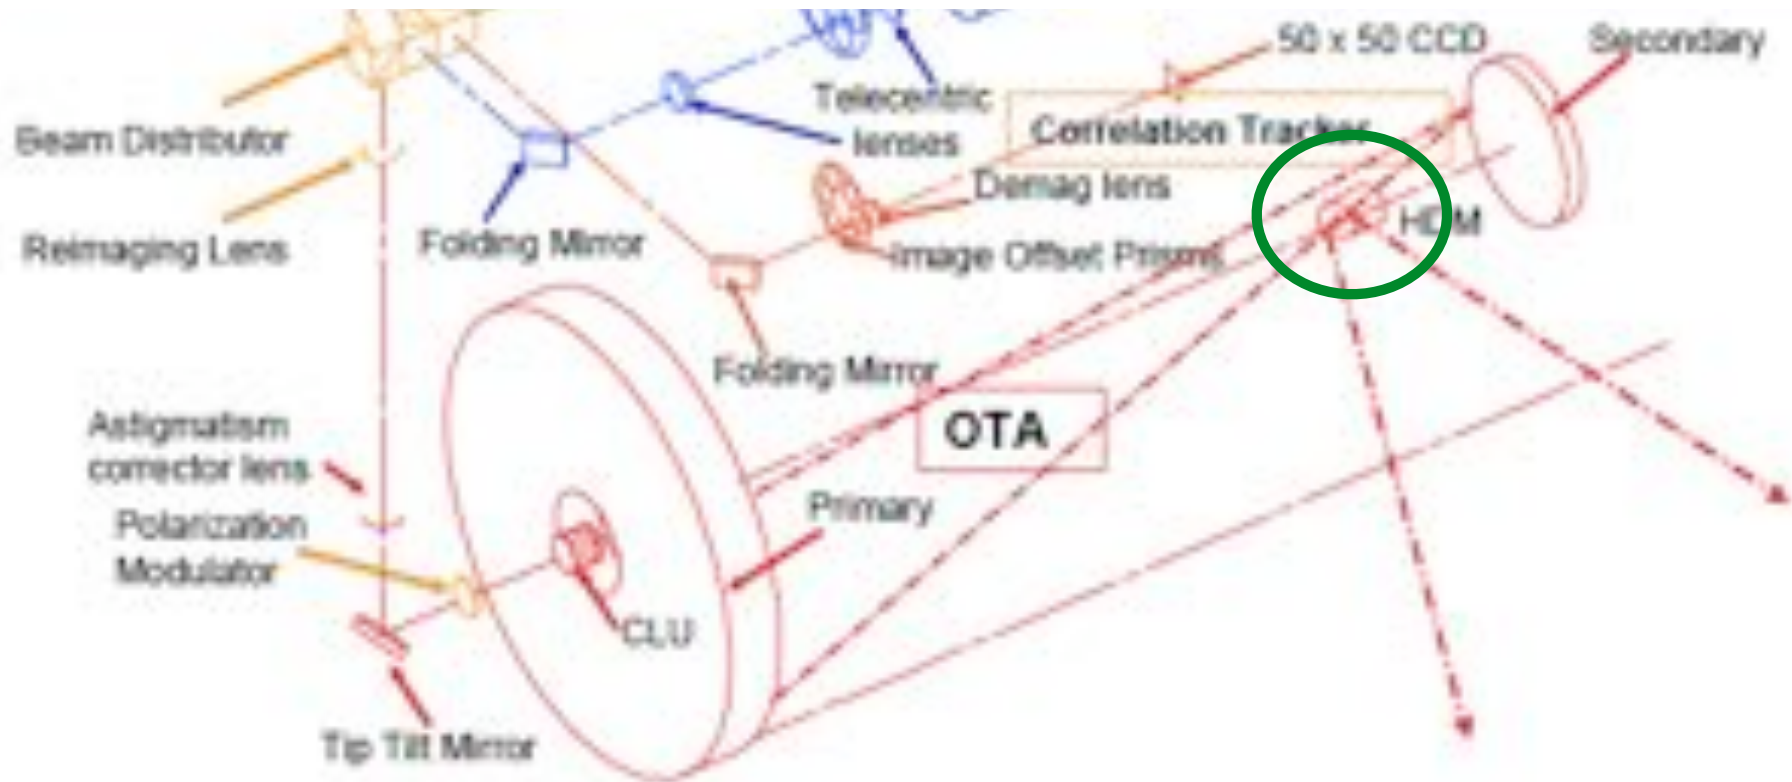 50 x 50 CCD
Secondary
Telecentric
lenses
Correlation Tracker
Beam Distributor
Demag lens
HDM
Reimaging Lens
Folding Mirror
Image Offset Prisms
Folding Mirror
OTA
Astigmatism
corrector lens
Primary
Polarization
Modulator
CLU
Tip Tilt Mirror